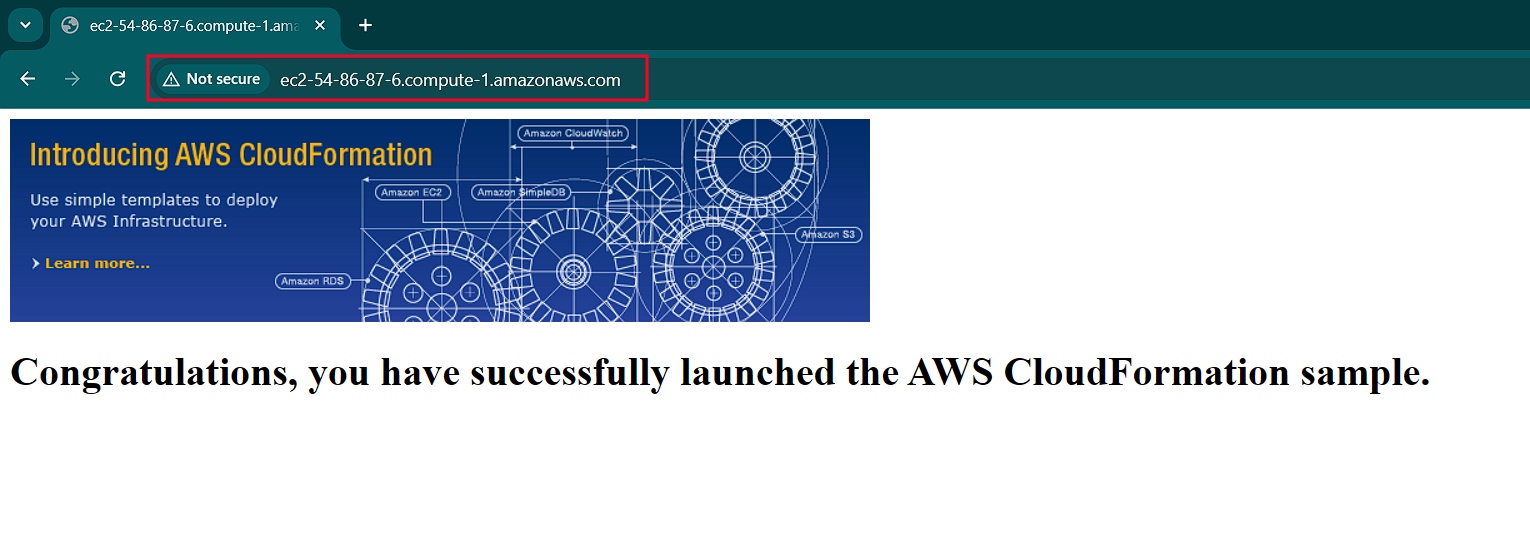 ec2-54-86-87-6.compute-1.ama
Not secure
ec2-54-86-87-6.compute-1.amazonaws.com
Introducing AWS CloudFormation
Use simple templates to deploy
your AWS Infrastructure.
Learn more...
Amazon CloudWatch
Amazon EC2
Amazon SimpleDB
Amazon S3
Amazon RDS
Congratulations, you have successfully launched the AWS CloudFormation sample.